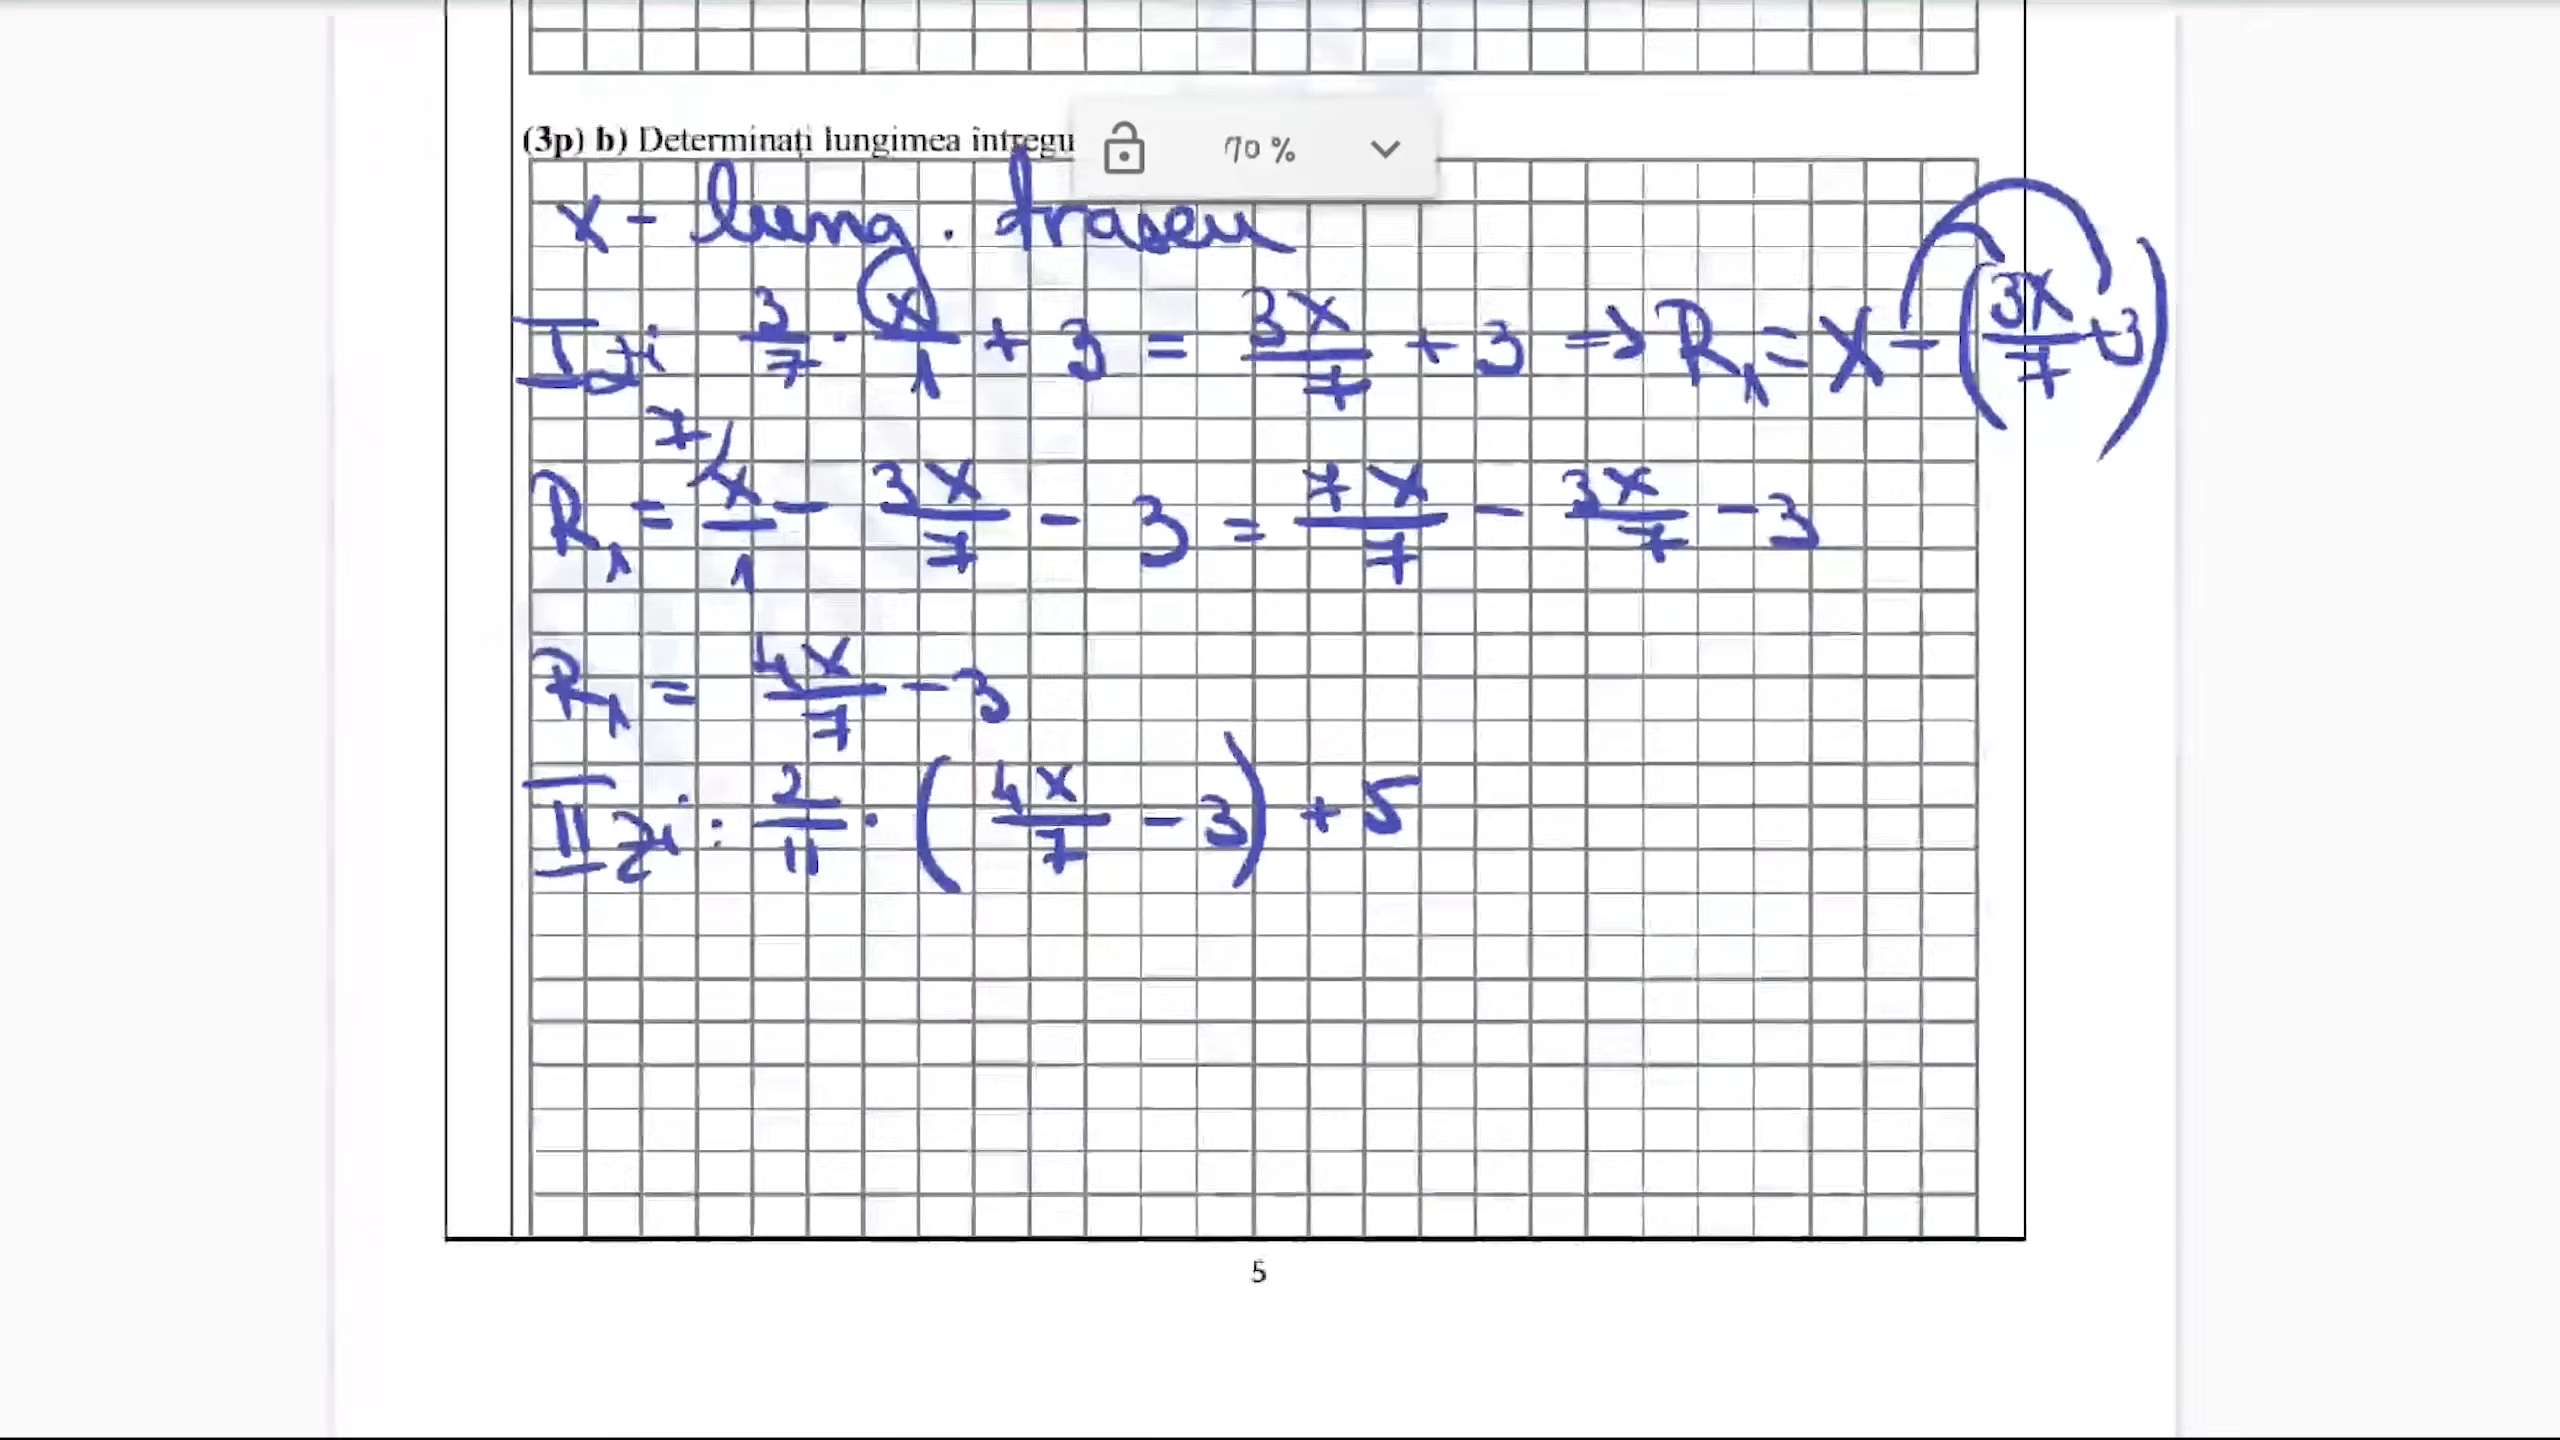 (3p) b) Determinați lungimea întregu
70 %
x - lung. traseu
I zi 3/7 · x/1 + 3 = 3x/7 + 3 => R₁ = x - (3x/7 + 3)
R₁ = ⁷⁾x/1 - 3x/7 - 3 = 7x/7 - 3x/7 - 3
R₁ = 4x/7 - 3
II zi : 2/11 · (4x/7 - 3) + 5
5